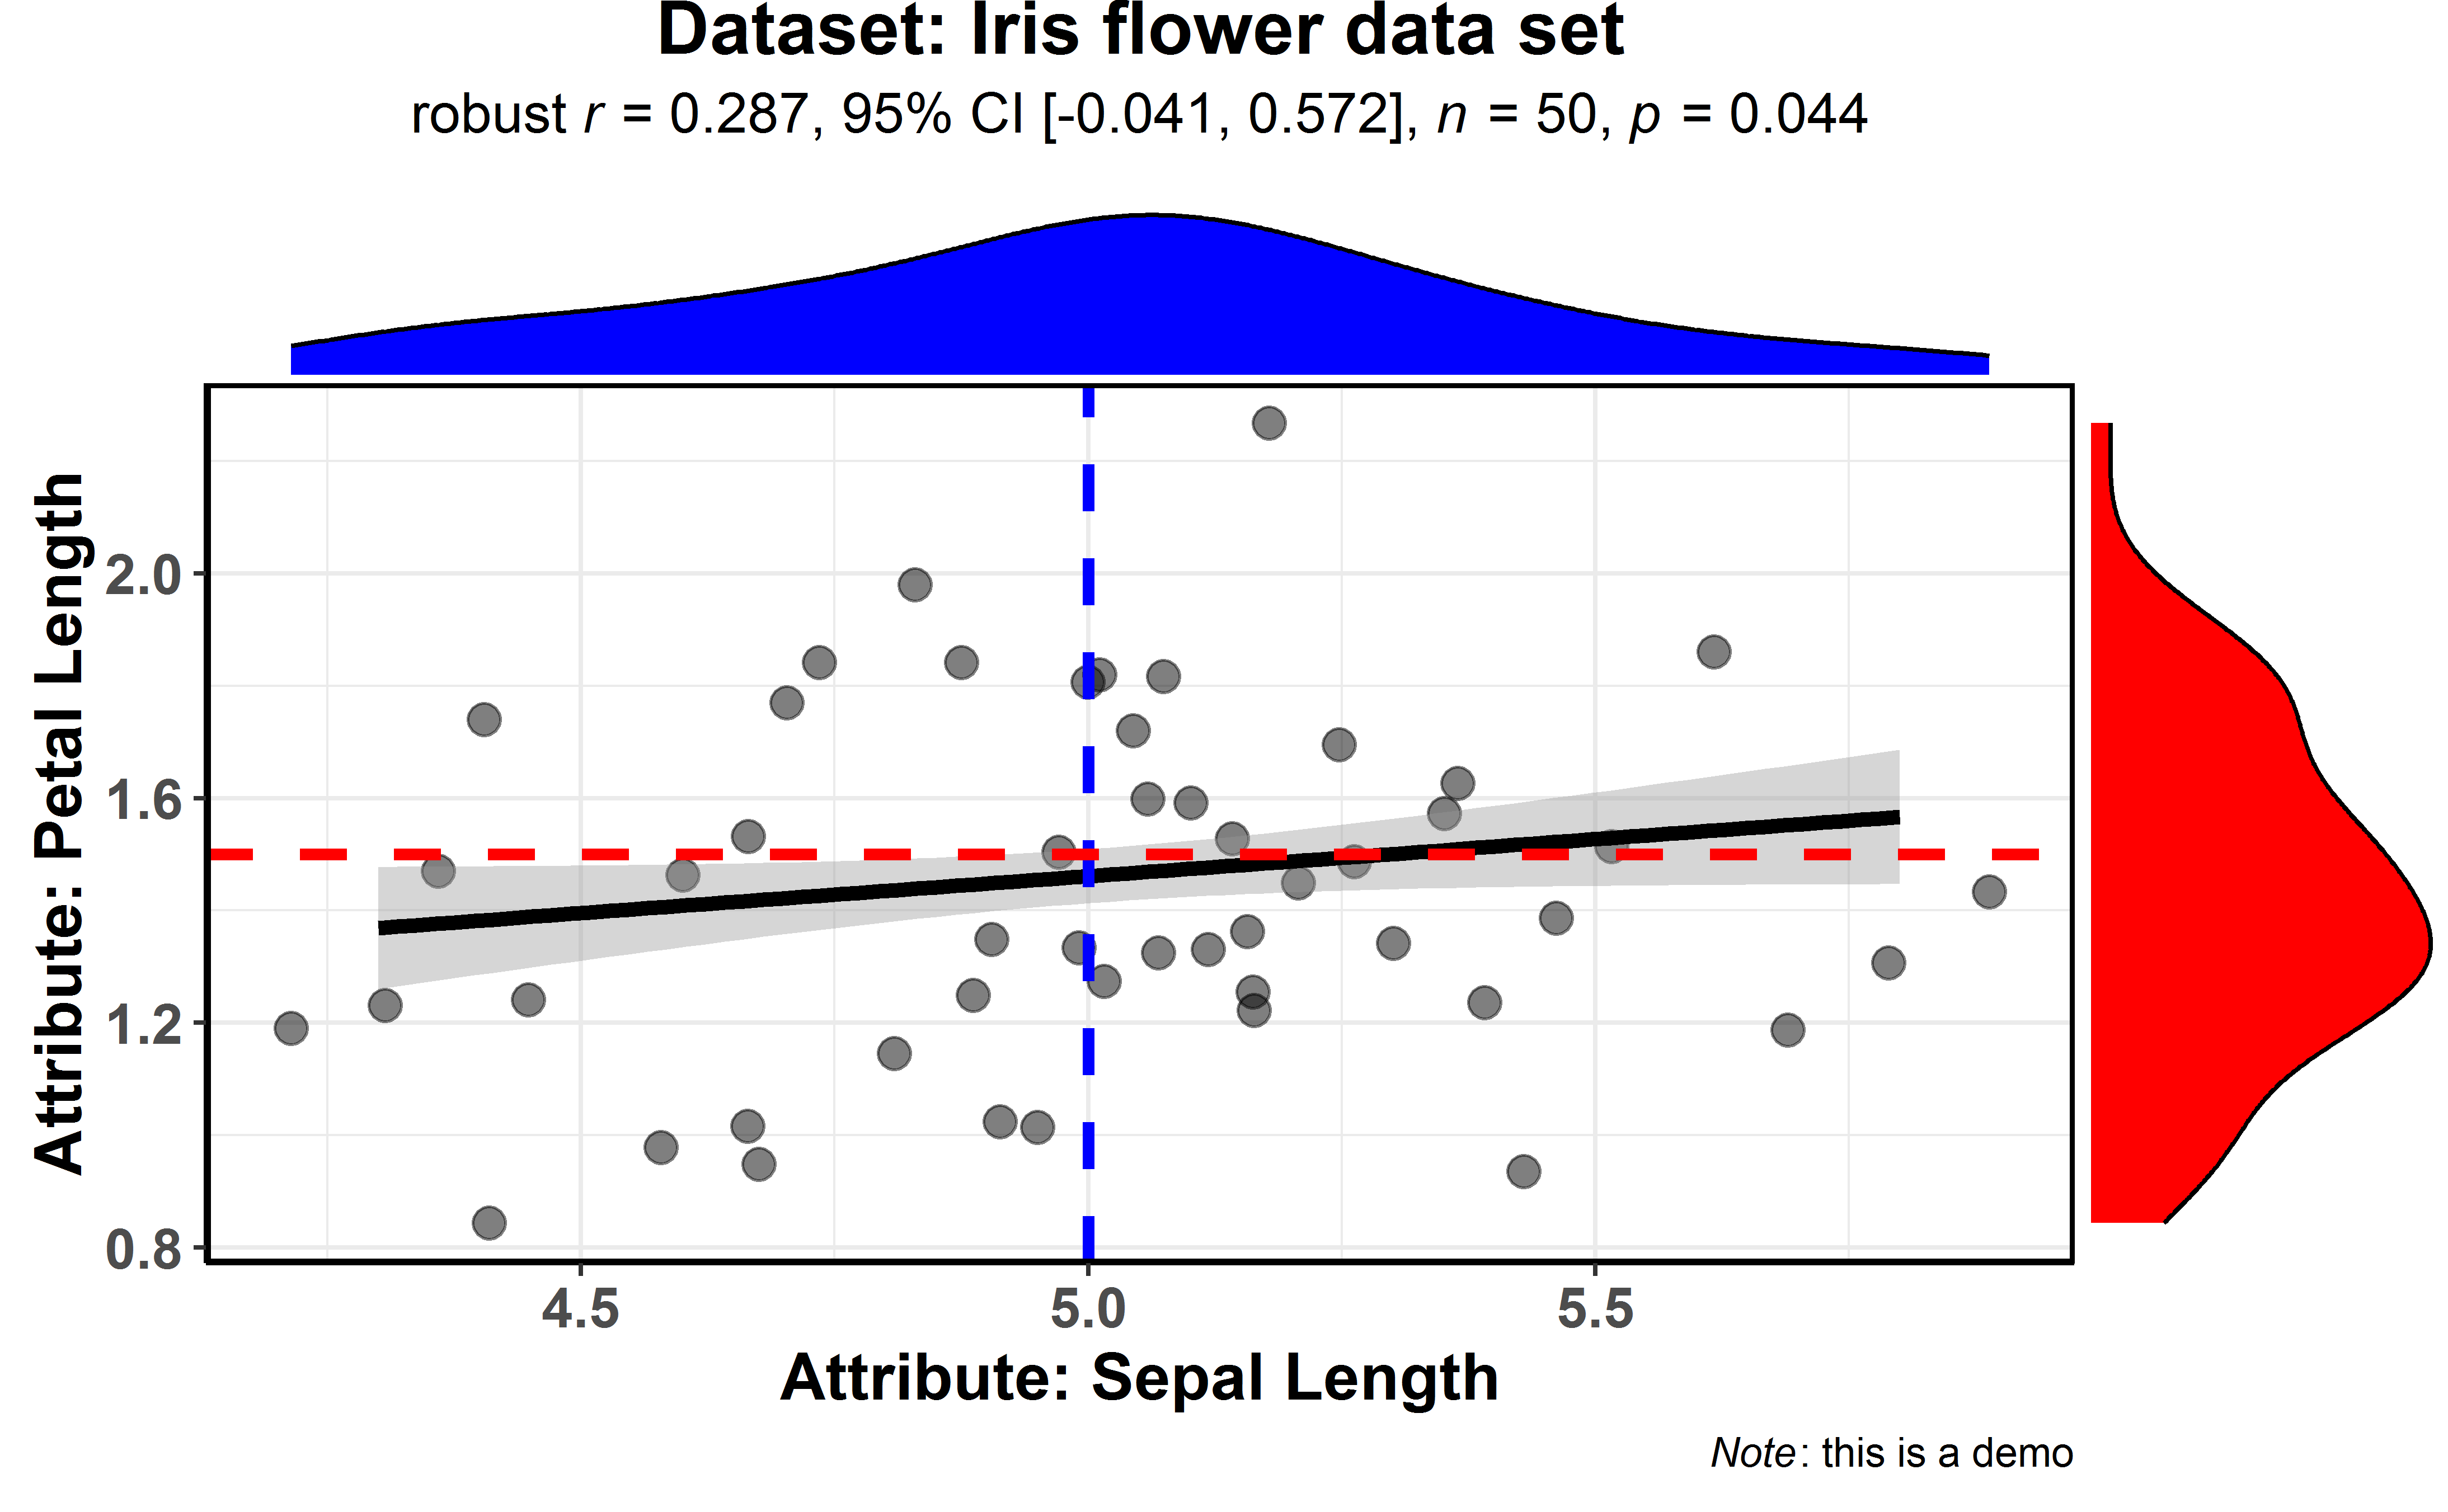 Dataset: Iris flower data set
robust r = 0.287, 95% CI [-0.041, 0.572], n = 50, p = 0.044
Attribute: Petal Length
2.0
1.6
1.2
0.8
4.5 5.0 5.5
Attribute: Sepal Length
Note: this is a demo